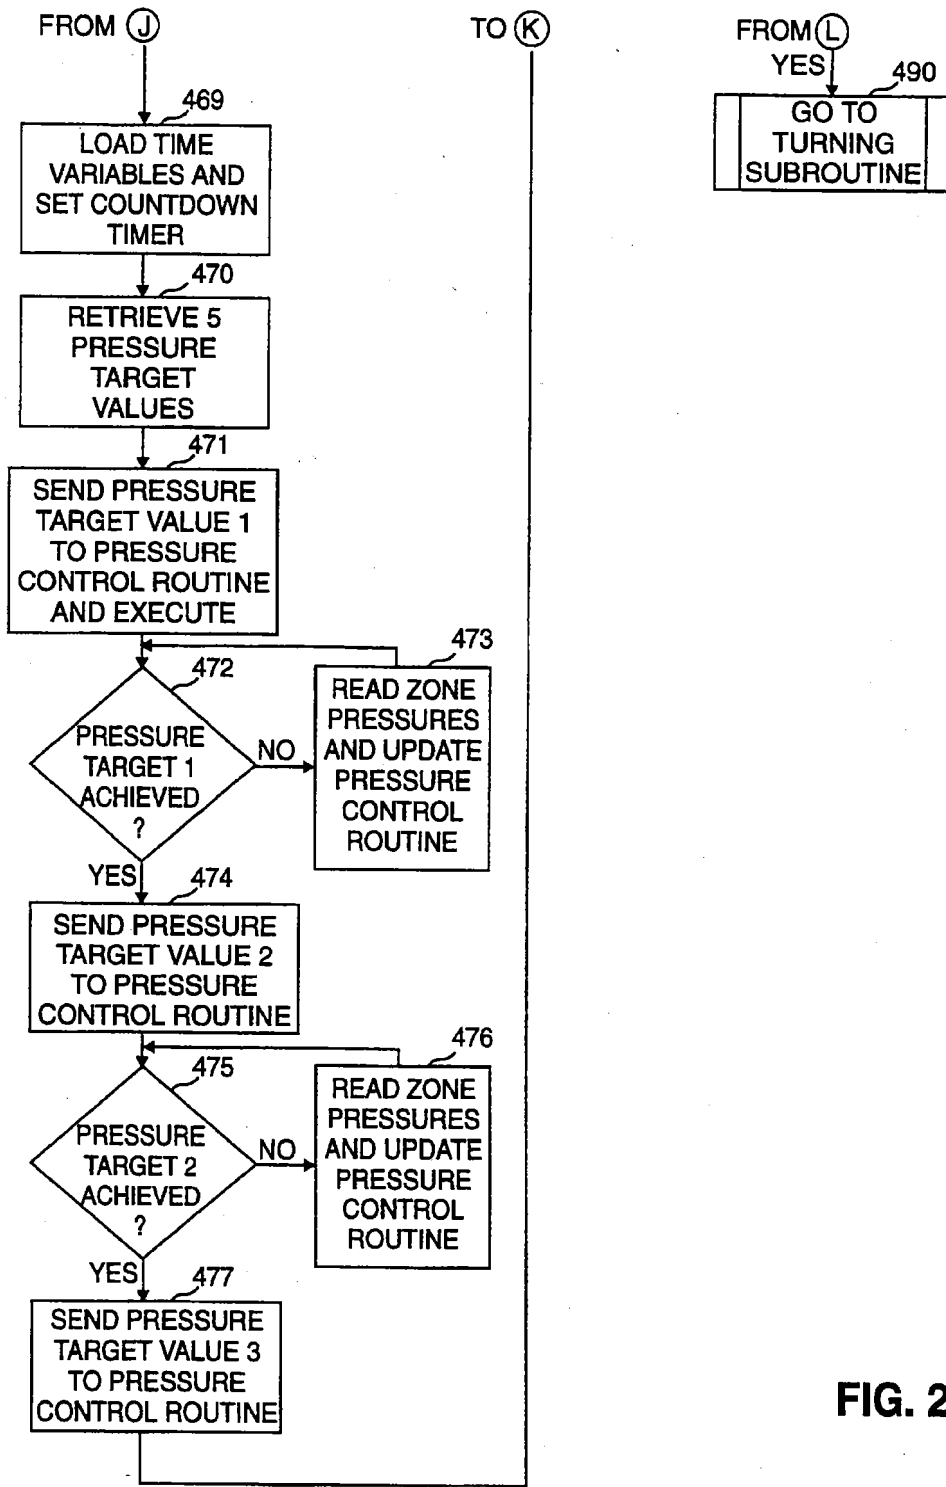 FROM J
469
LOAD TIME
VARIABLES AND
SET COUNTDOWN
TIMER
470
RETRIEVE 5
PRESSURE
TARGET
VALUES
471
SEND PRESSURE
TARGET VALUE 1
TO PRESSURE
CONTROL ROUTINE
AND EXECUTE
472
PRESSURE
TARGET 1
ACHIEVED
?
NO
473
READ ZONE
PRESSURES
AND UPDATE
PRESSURE
CONTROL
ROUTINE
YES
474
SEND PRESSURE
TARGET VALUE 2
TO PRESSURE
CONTROL ROUTINE
475
PRESSURE
TARGET 2
ACHIEVED
?
NO
476
READ ZONE
PRESSURES
AND UPDATE
PRESSURE
CONTROL
ROUTINE
YES
477
SEND PRESSURE
TARGET VALUE 3
TO PRESSURE
CONTROL ROUTINE
TO K
FROM L
YES
490
GO TO
TURNING
SUBROUTINE
FIG. 2